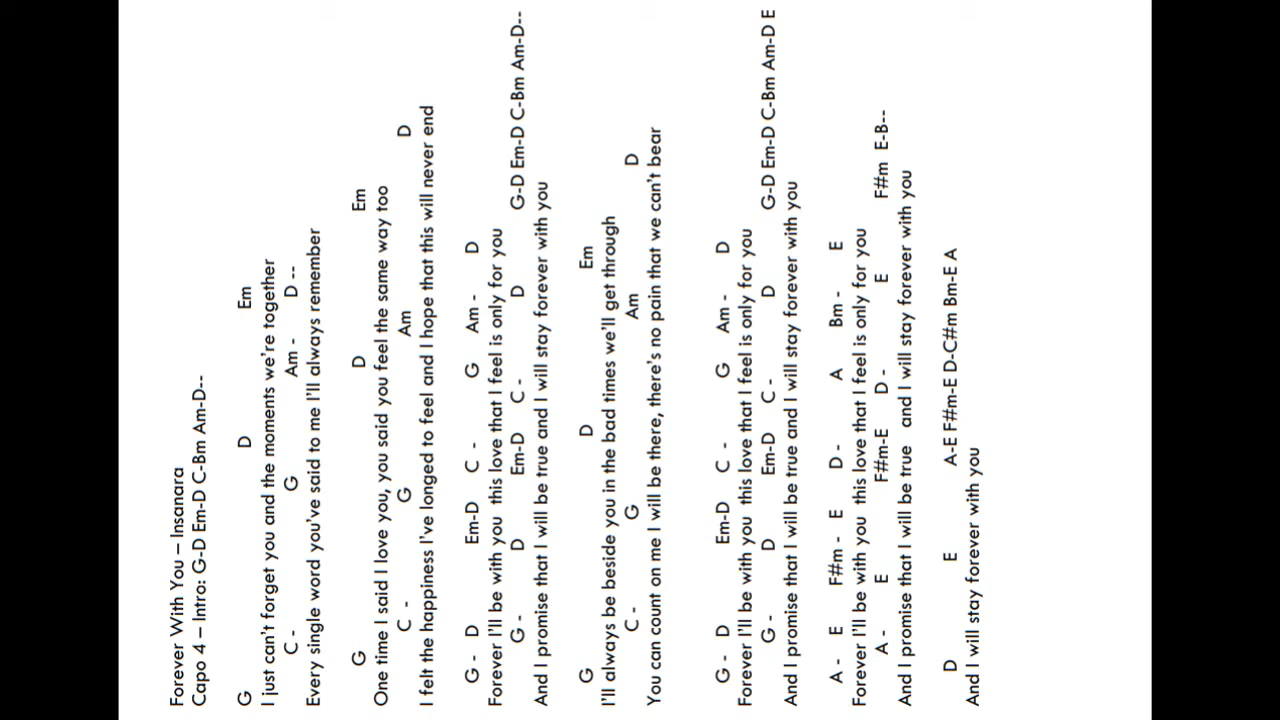 Forever With You – Insanara
Capo 4 – Intro: G-D Em-D C-Bm Am-D--
G D Em
I just can't forget you and the moments we're together
C - G Am - D --
Every single word you've said to me I'll always remember
G D Em
One time I said I love you, you said you feel the same way too
C - G Am D
I felt the happiness I've longed to feel and I hope that this will never end
G - D Em-D C - G Am - D
Forever I'll be with you this love that I feel is only for you
G - D Em-D C - D G-D Em-D C-Bm Am-D--
And I promise that I will be true and I will stay forever with you
G D Em
I'll always be beside you in the bad times we'll get through
C - G Am D
You can count on me I will be there, there's no pain that we can't bear
G - D Em-D C - G Am - D
Forever I'll be with you this love that I feel is only for you
G - D Em-D C - D G-D Em-D C-Bm Am-D E
And I promise that I will be true and I will stay forever with you
A - E F#m - E D - A Bm - E
Forever I'll be with you this love that I feel is only for you
A - E F#m-E D - E F#m E-B--
And I promise that I will be true and I will stay forever with you
D E A-E F#m-E D-C#m Bm-E A
And I will stay forever with you